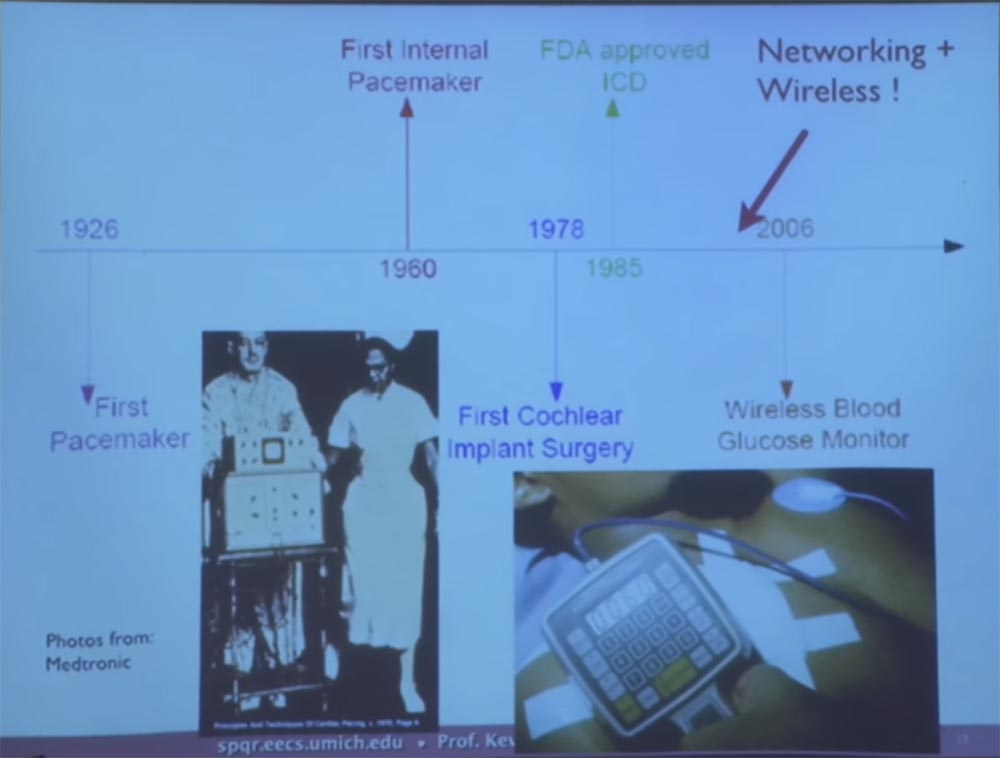 First Internal
Pacemaker
FDA approved
ICD
Networking +
Wireless !
1926
1978
2006
1960
1985
First
Pacemaker
First Cochlear
Implant Surgery
Wireless Blood
Glucose Monitor
Photos from:
Medtronic
Principles And Techniques Of Cardiac Pacing, c. 1970, Page 6
spqr.eecs.umich.edu • Prof. Kev